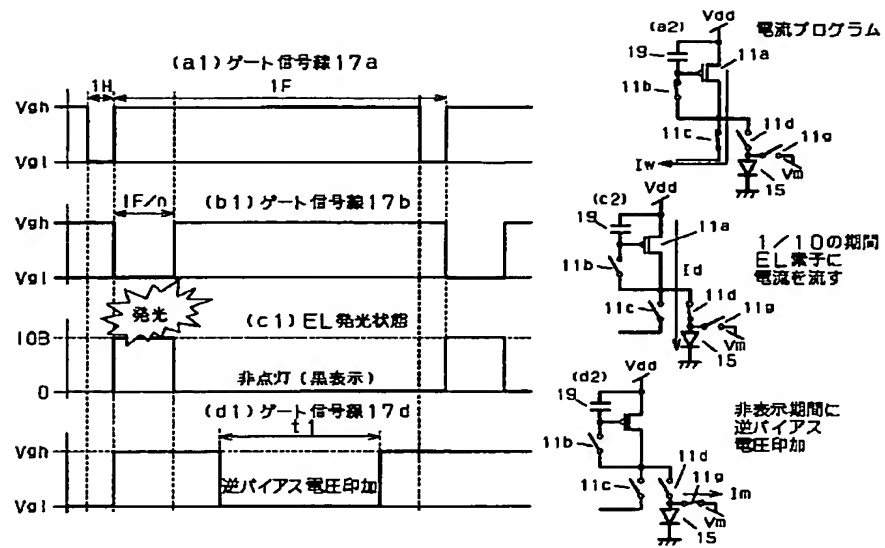 (a1)ゲート信号線17a
1H
1F
Vgh
Vgl
1F/n
(b1)ゲート信号線17b
Vgh
Vgl
発光
(c1)EL発光状態
10B
0
非点灯(黒表示)
(d1)ゲート信号線17d
t1
Vgh
Vgl
逆バイアス電圧印加
(a2)
Vdd
電流プログラム
19
11a
11b
11c
11d
11g
Iw
Vm
15
(c2)
Vdd
19
11a
1/10の期間
EL素子に
電流を流す
11b
Id
11c
11d
11g
Vm
15
(d2)
Vdd
19
非表示期間に
逆バイアス
電圧印加
11b
11d
11c
11g
Im
Vm
15